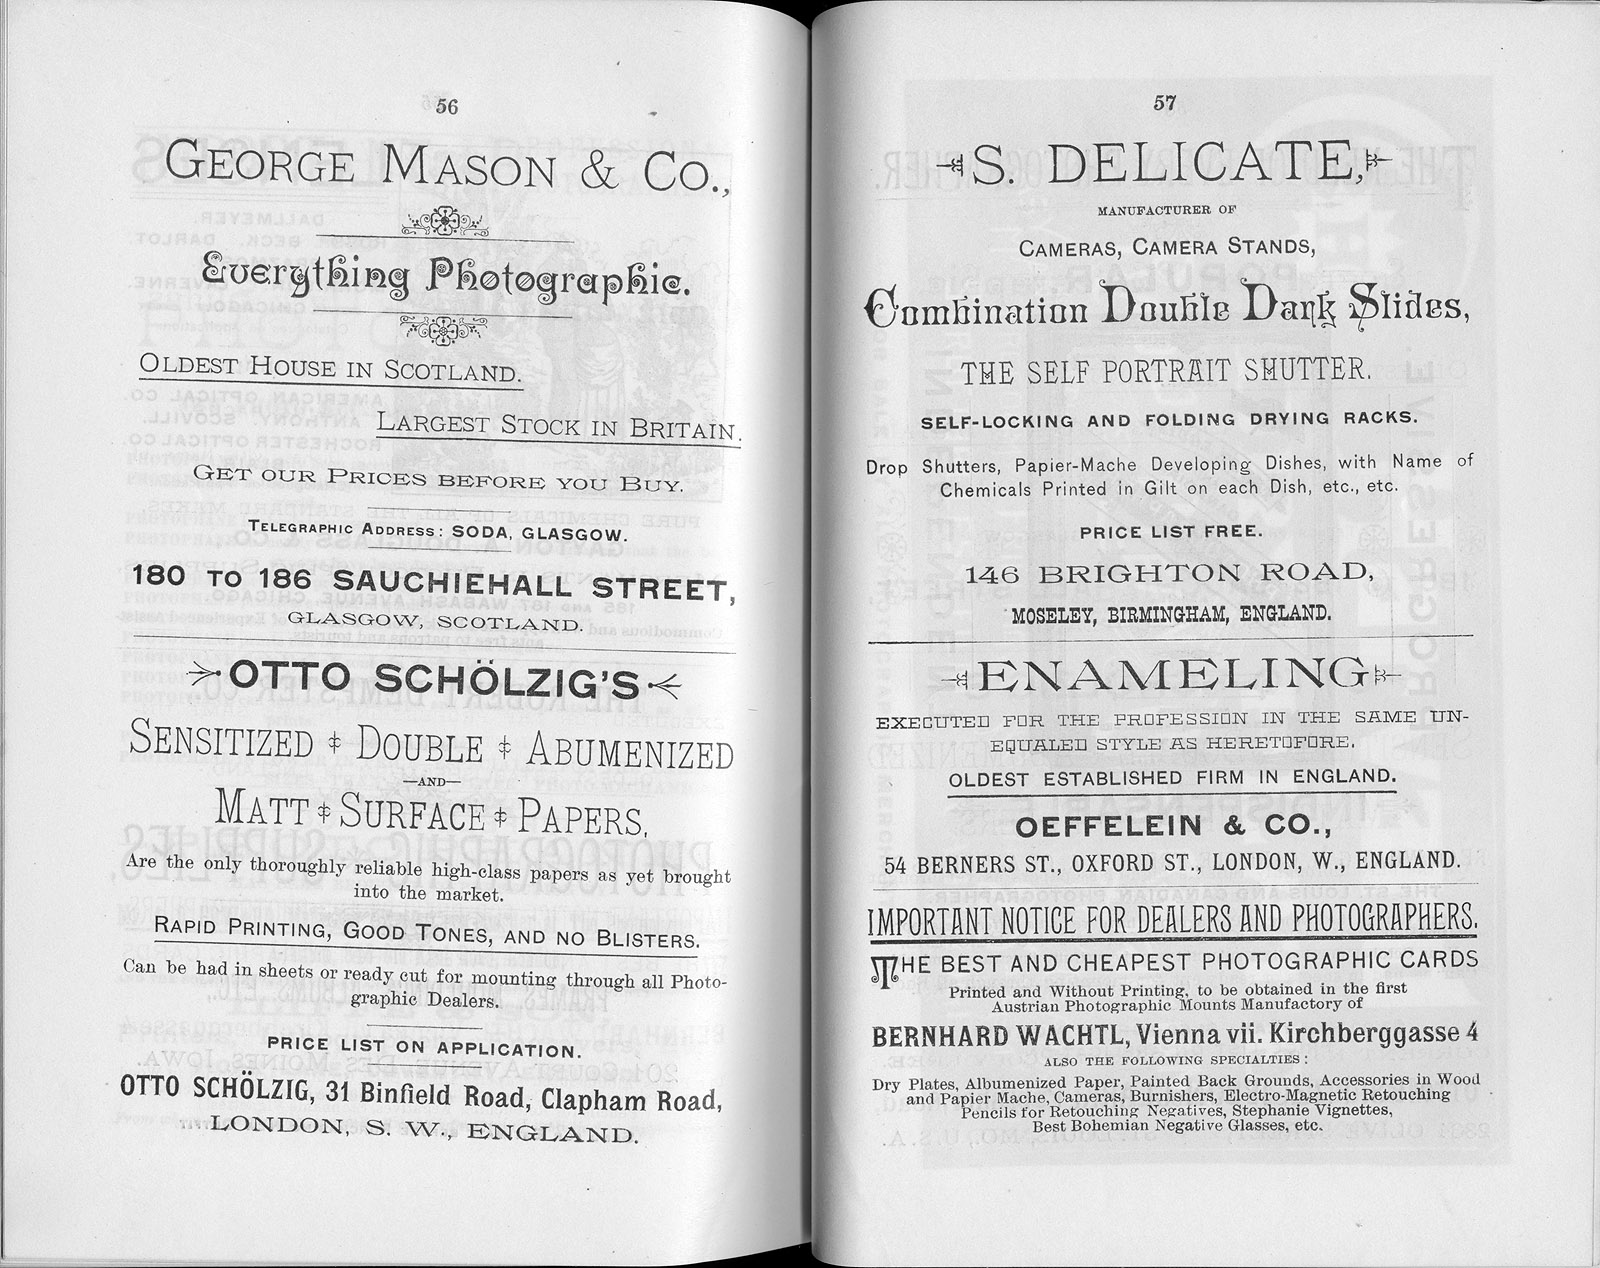 56
GEORGE MASON & CO.,
Everything Photographic.
OLDEST HOUSE IN SCOTLAND.
LARGEST STOCK IN BRITAIN.
GET OUR PRICES BEFORE YOU BUY.
TELEGRAPHIC ADDRESS: SODA, GLASGOW.
180 TO 186 SAUCHIEHALL STREET,
GLASGOW, SCOTLAND.
OTTO SCHÖLZIG'S
SENSITIZED DOUBLE ABUMENIZED
—AND—
MATT SURFACE PAPERS,
Are the only thoroughly reliable high-class papers as yet brought
into the market.
RAPID PRINTING, GOOD TONES, AND NO BLISTERS.
Can be had in sheets or ready cut for mounting through all Photo-
graphic Dealers.
PRICE LIST ON APPLICATION.
OTTO SCHÖLZIG, 31 Binfield Road, Clapham Road,
LONDON, S. W., ENGLAND.
57
S. DELICATE,
MANUFACTURER OF
CAMERAS, CAMERA STANDS,
Combination Double Dark Slides,
THE SELF PORTRAIT SHUTTER.
SELF-LOCKING AND FOLDING DRYING RACKS.
Drop Shutters, Papier-Mache Developing Dishes, with Name of
Chemicals Printed in Gilt on each Dish, etc., etc.
PRICE LIST FREE.
146 BRIGHTON ROAD,
MOSELEY, BIRMINGHAM, ENGLAND.
ENAMELING
EXECUTED FOR THE PROFESSION IN THE SAME UN-
EQUALED STYLE AS HERETOFORE.
OLDEST ESTABLISHED FIRM IN ENGLAND.
OEFFELEIN & CO.,
54 BERNERS ST., OXFORD ST., LONDON, W., ENGLAND.
IMPORTANT NOTICE FOR DEALERS AND PHOTOGRAPHERS.
THE BEST AND CHEAPEST PHOTOGRAPHIC CARDS
Printed and Without Printing, to be obtained in the first
Austrian Photographic Mounts Manufactory of
BERNHARD WACHTL, Vienna vii. Kirchberggasse 4
ALSO THE FOLLOWING SPECIALTIES:
Dry Plates, Albumenized Paper, Painted Back Grounds, Accessories in Wood
and Papier Mache, Cameras, Burnishers, Electro-Magnetic Retouching
Pencils for Retouching Negatives, Stephanie Vignettes,
Best Bohemian Negative Glasses, etc.